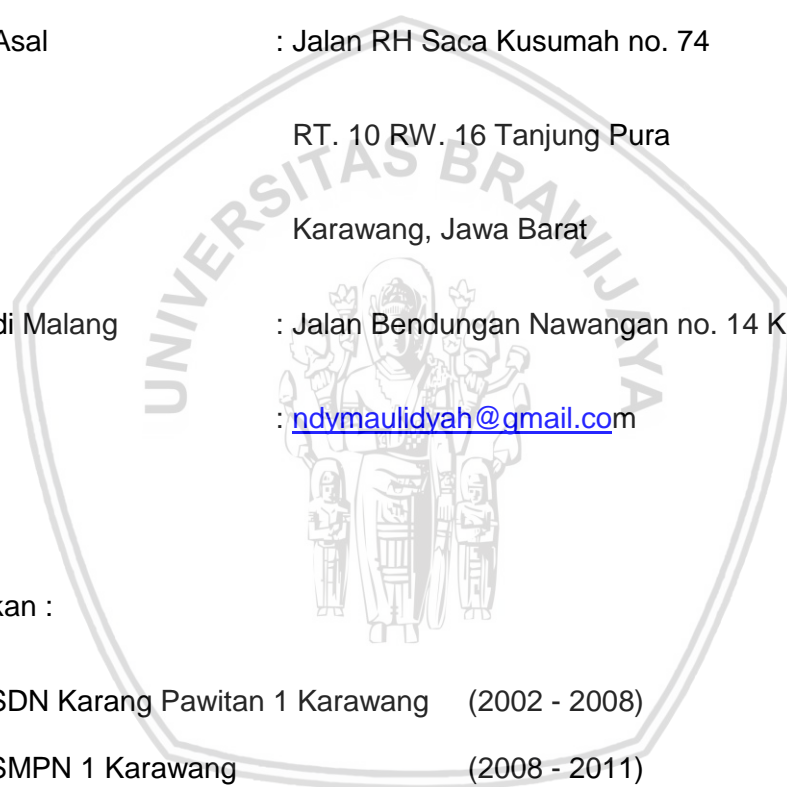 Asal : Jalan RH Saca Kusumah no. 74
RT. 10 RW. 16 Tanjung Pura
Karawang, Jawa Barat
di Malang : Jalan Bendungan Nawangan no. 14 K
: ndymaulidyah@gmail.com
kan :
SDN Karang Pawitan 1 Karawang (2002 - 2008)
SMPN 1 Karawang (2008 - 2011)
UNIVERSITAS BRAWIJAYA